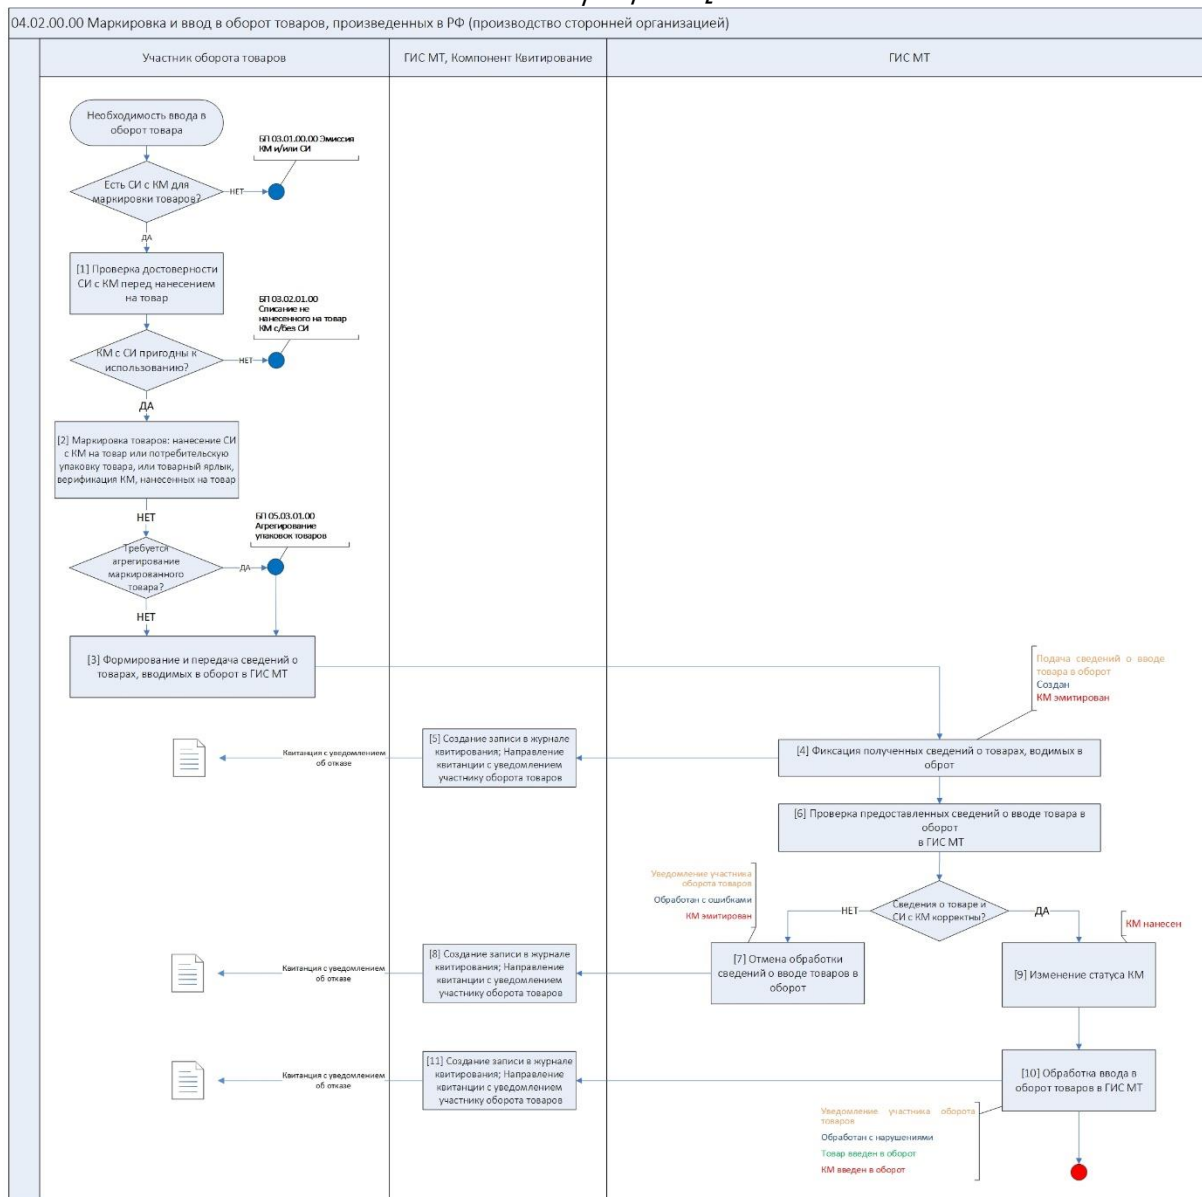 04.02.00.00 Маркировка и ввод в оборот товаров, произведенных в РФ (производство сторонней организацией)
Участник оборота товаров
ГИС МТ, Компонент Квитирование
ГИС МТ
Необходимость ввода в
оборот товара
БП 03.01.00.00 Эмиссия
КМ и/или СИ
Есть СИ с КМ для
маркировки товаров?
НЕТ
ДА
[1] Проверка достоверности
СИ с КМ перед нанесением
на товар
БП 03.02.01.00
Списание не
нанесенного на товар
КМ с/без СИ
КМ с СИ пригодны к
использованию?
НЕТ
ДА
[2] Маркировка товаров: нанесение СИ
с КМ на товар или потребительскую
упаковку товара, или товарный ярлык,
верификация КМ, нанесенных на товар
НЕТ
БП 05.03.01.00
Агрегирование
упаковок товаров
Требуется
агрегирование
маркированного
товара?
ДА
НЕТ
[3] Формирование и передача сведений о
товарах, вводимых в оборот в ГИС МТ
Подача сведений о вводе
товара в оборот
Создан
КМ эмитирован
[4] Фиксация полученных сведений о товарах, водимых в
оброт
[5] Создание записи в журнале
квитирования; Направление
квитанции с уведомлением
участнику оборота товаров
Квитанция с уведомлением
об отказе
[6] Проверка предоставленных сведений о вводе товара в
оборот
в ГИС МТ
Уведомление участника
оборота товаров
Обработан с ошибками
КМ эмитирован
Сведения о товаре и
СИ с КМ корректны?
НЕТ
ДА
КМ нанесен
[7] Отмена обработки
сведений о вводе товаров в
оборот
[8] Создание записи в журнале
квитирования; Направление
квитанции с уведомлением
участнику оборота товаров
Квитанция с уведомлением
об отказе
[9] Изменение статуса КМ
[10] Обработка ввода в
оборот товаров в ГИС МТ
[11] Создание записи в журнале
квитирования; Направление
квитанции с уведомлением
участнику оборота товаров
Квитанция с уведомлением
об отказе
Уведомление участника оборота
товаров
Обработан с нарушениями
Товар введен в оборот
КМ введен в оборот